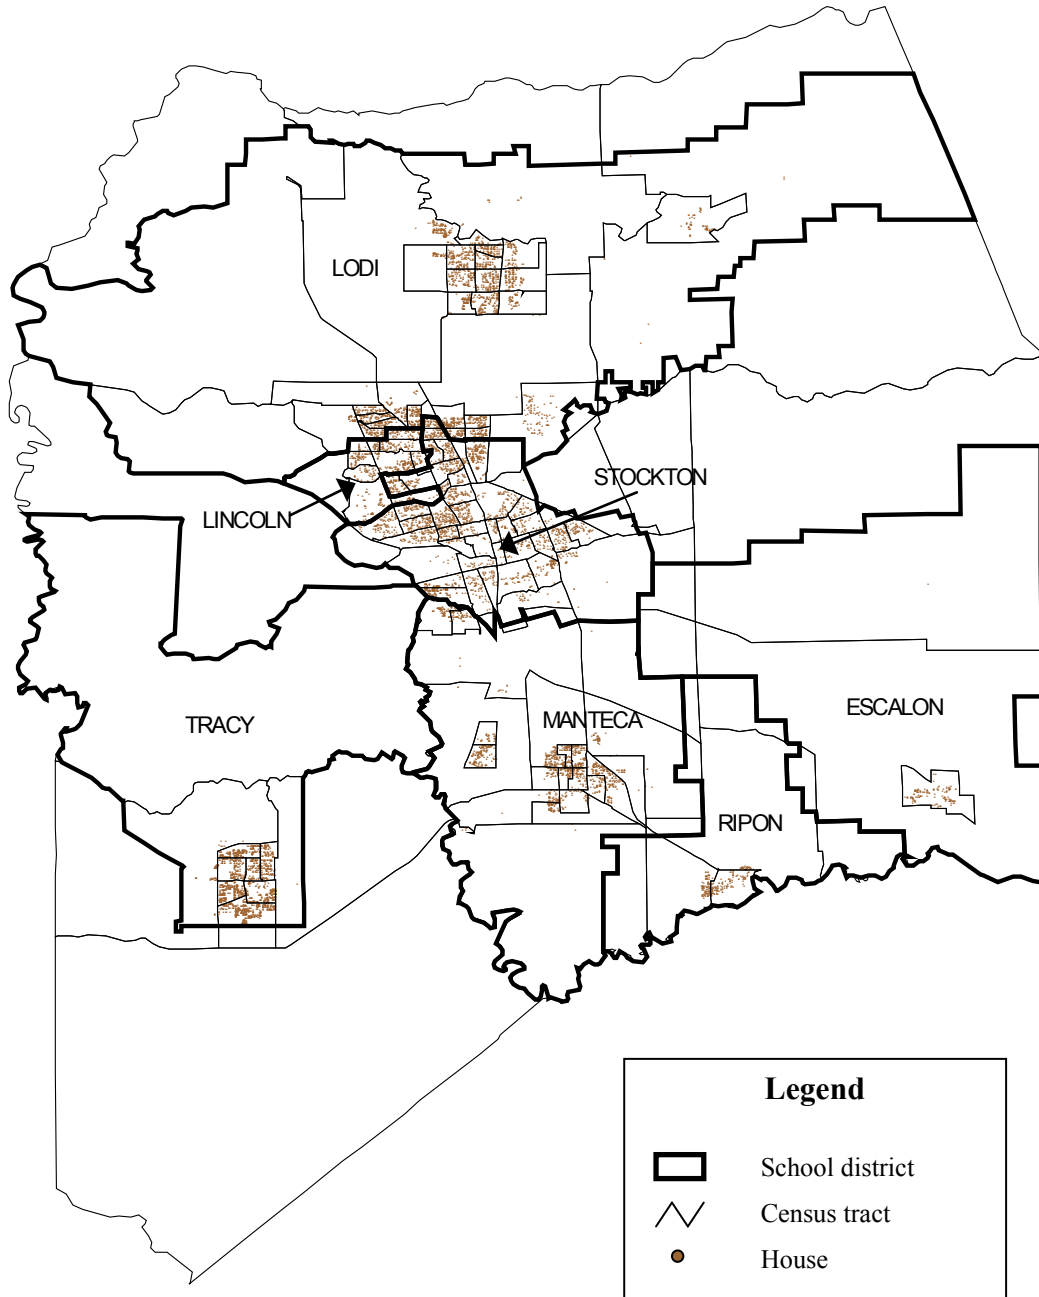 LODI
STOCKTON
LINCOLN
TRACY
MANTECA
ESCALON
RIPON
Legend
School district
Census tract
House